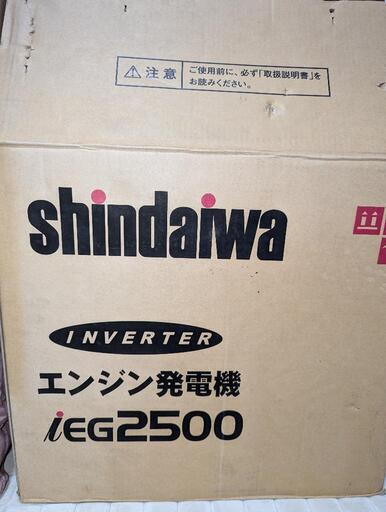 注意
ご使用前に、必ず「取扱説明書」を
お読みください。
shindaiwa
INVERTER
エンジン発電機
iEG2500